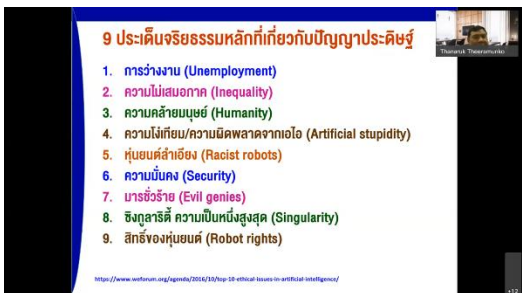 9 ประเด็นจริยธรรมหลักที่เกี่ยวกับปัญญาประดิษฐ์
Thanaruk Theeramunko
1. การว่างงาน (Unemployment)
2. ความไม่เสมอภาค (Inequality)
3. ความคล้ายมนุษย์ (Humanity)
4. ความโง่เทียม/ความผิดพลาดจากเอไอ (Artificial stupidity)
5. หุ่นยนต์ลำเอียง (Racist robots)
6. ความมั่นคง (Security)
7. มารชั่วร้าย (Evil genies)
8. ซิงกูลาริตี้ ความเป็นหนึ่งสูงสุด (Singularity)
9. สิทธิ์ของหุ่นยนต์ (Robot rights)
https://www.weforum.org/agenda/2016/10/top-10-ethical-issues-in-artificial-intelligence/
+12